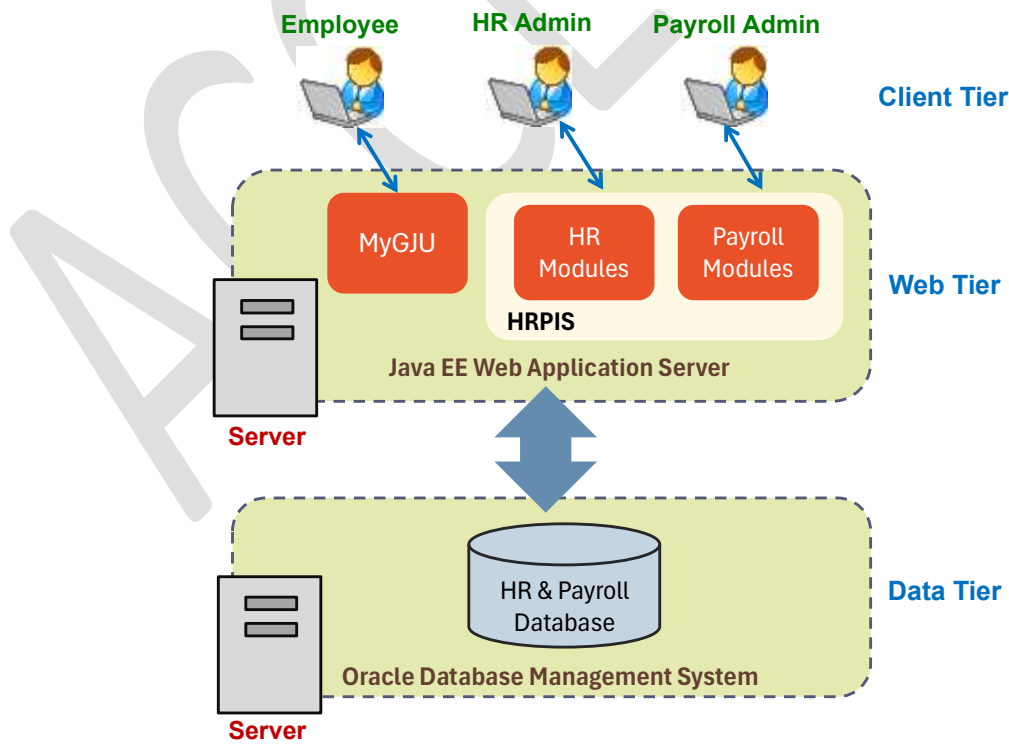 Employee
HR Admin
Payroll Admin
Client Tier
MyGJU
HR
Modules
Payroll
Modules
HRPIS
Web Tier
Java EE Web Application Server
Server
HR & Payroll
Database
Data Tier
Oracle Database Management System
Server